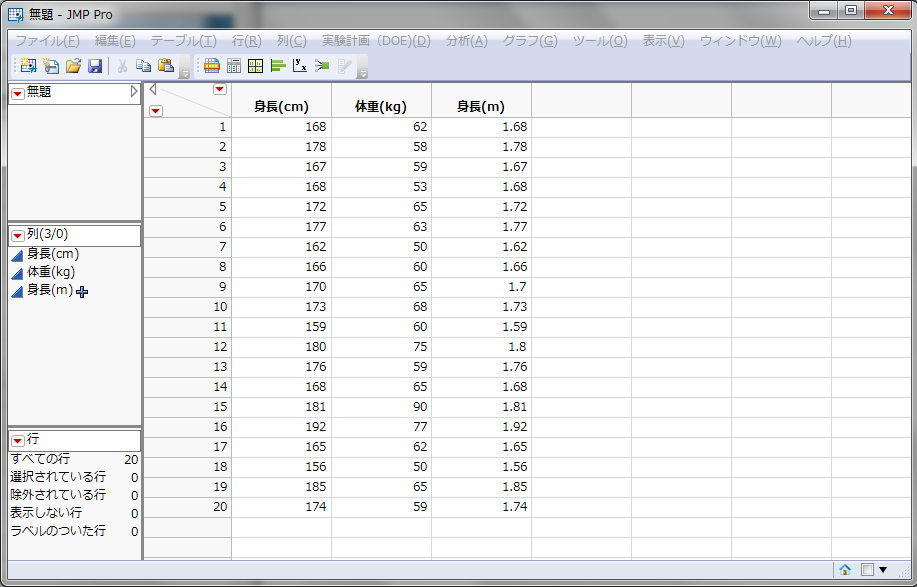 無題 - JMP Pro
ファイル(F) 編集(E) テーブル(T) 行(R) 列(C) 実験計画 (DOE)(D) 分析(A) グラフ(G) ツール(O) 表示(V) ウィンドウ(W) ヘルプ(H)
無題
列(3/0)
身長(cm)
体重(kg)
身長(m)
行
すべての行 20
選択されている行 0
除外されている行 0
表示しない行 0
ラベルのついた行 0
身長(cm) 体重(kg) 身長(m)
1 168 62 1.68
2 178 58 1.78
3 167 59 1.67
4 168 53 1.68
5 172 65 1.72
6 177 63 1.77
7 162 50 1.62
8 166 60 1.66
9 170 65 1.7
10 173 68 1.73
11 159 60 1.59
12 180 75 1.8
13 176 59 1.76
14 168 65 1.68
15 181 90 1.81
16 192 77 1.92
17 165 62 1.65
18 156 50 1.56
19 185 65 1.85
20 174 59 1.74